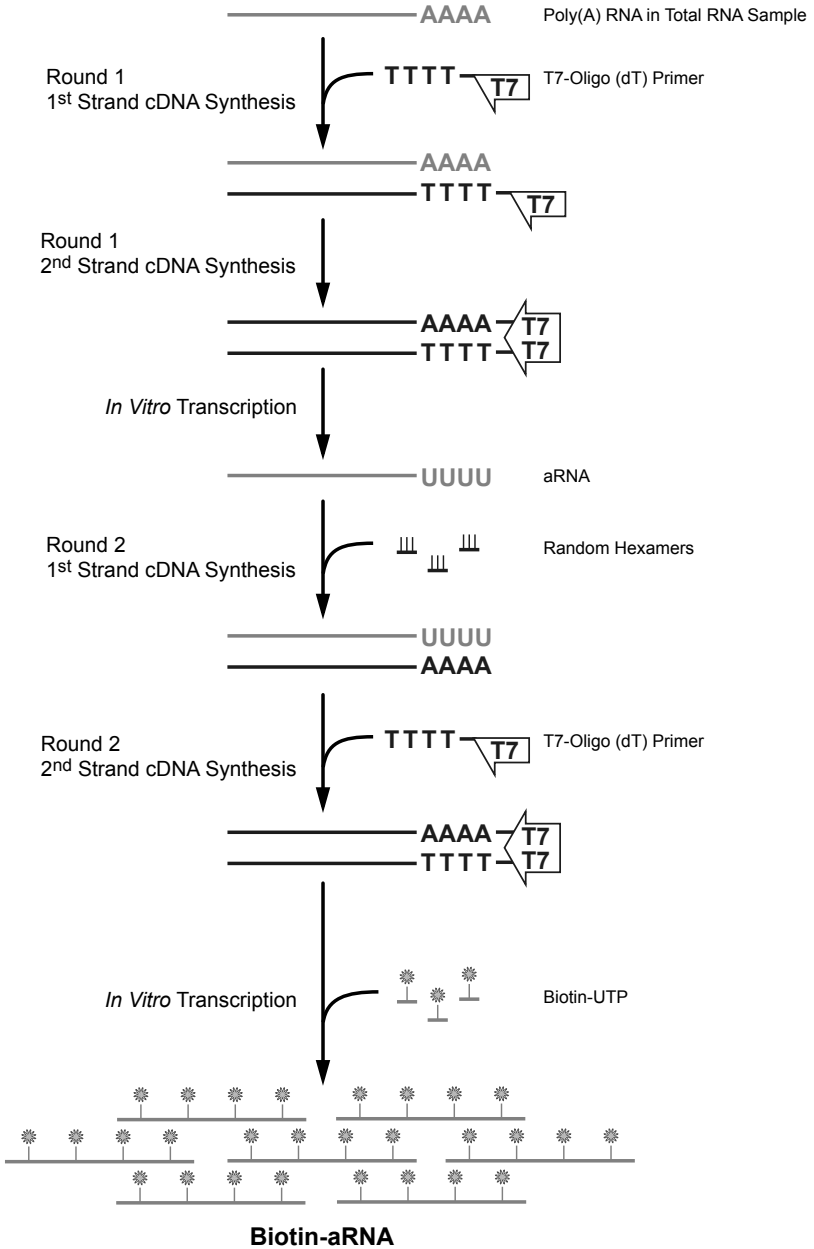 AAAA
Poly(A) RNA in Total RNA Sample
Round 1
1st Strand cDNA Synthesis
TTTT
T7
T7-Oligo (dT) Primer
AAAA
TTTT
T7
Round 1
2nd Strand cDNA Synthesis
AAAA T7
TTTT T7
In Vitro Transcription
UUUU
aRNA
Round 2
1st Strand cDNA Synthesis
Random Hexamers
UUUU
AAAA
Round 2
2nd Strand cDNA Synthesis
TTTT
T7
T7-Oligo (dT) Primer
AAAA T7
TTTT T7
In Vitro Transcription
Biotin-UTP
Biotin-aRNA